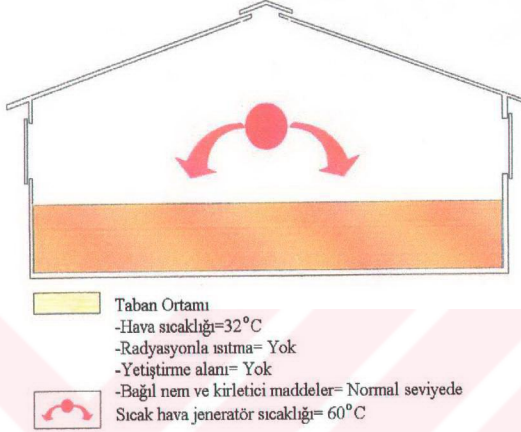 Taban Ortamı
-Hava sıcaklığı=32°C
-Radyasyonla ısıtma= Yok
-Yetiştirme alanı= Yok
-Bağıl nem ve kirletici maddeler= Normal seviyede
Sıcak hava jeneratör sıcaklığı= 60°C